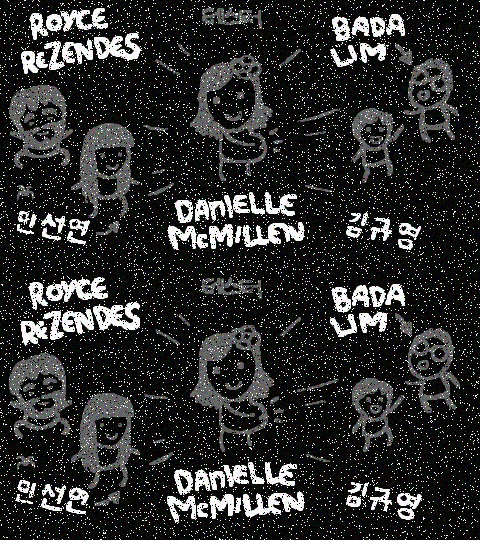 ROYCE
REZENDES
BADA
LIM
DANIELLE
McMILLEN
민선연
김규영
ROYCE
REZENDES
BADA
LIM
DANIELLE
McMILLEN
민선연
김규영